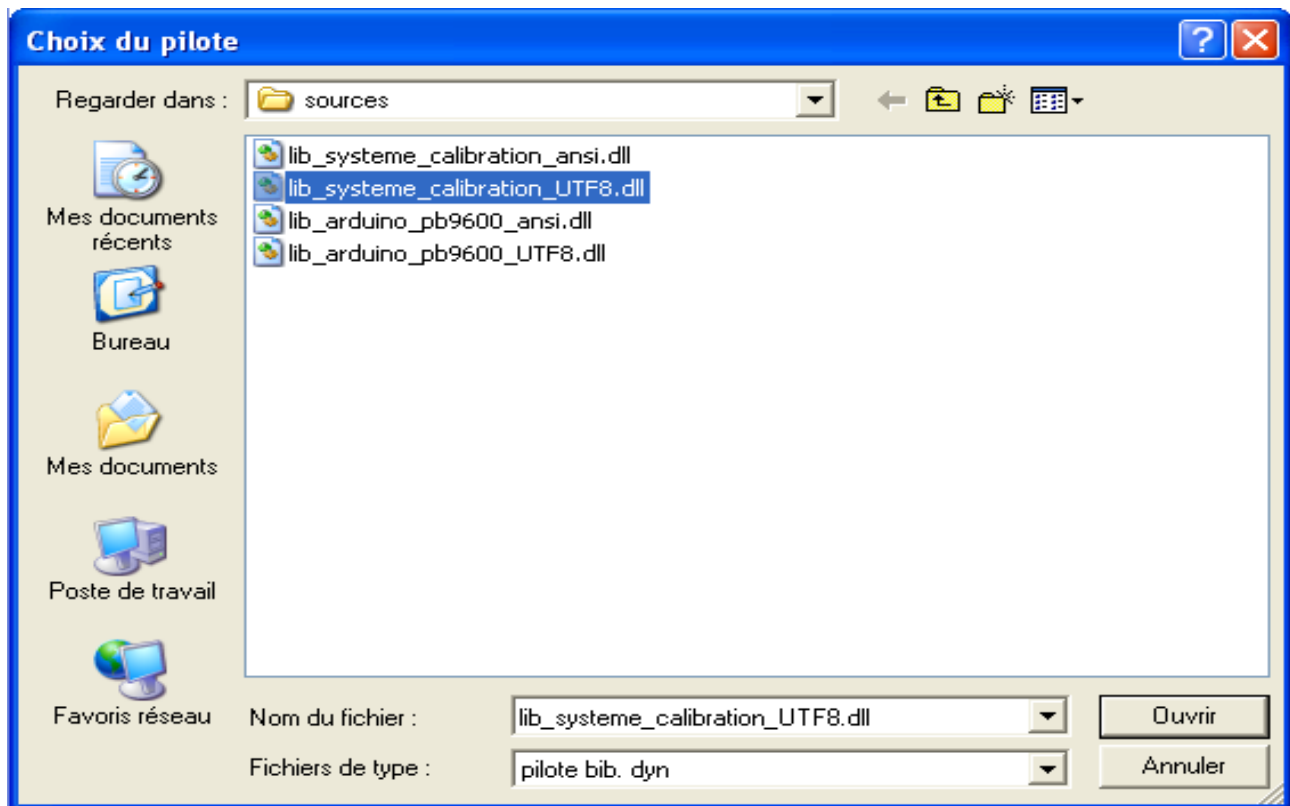 Choix du pilote
Regarder dans :
sources
lib_systeme_calibration_ansi.dll
lib_systeme_calibration_UTF8.dll
lib_arduino_pb9600_ansi.dll
lib_arduino_pb9600_UTF8.dll
Mes documents
récents
Bureau
Mes documents
Poste de travail
Favoris réseau
Nom du fichier :
lib_systeme_calibration_UTF8.dll
Ouvrir
Fichiers de type :
pilote bib. dyn
Annuler